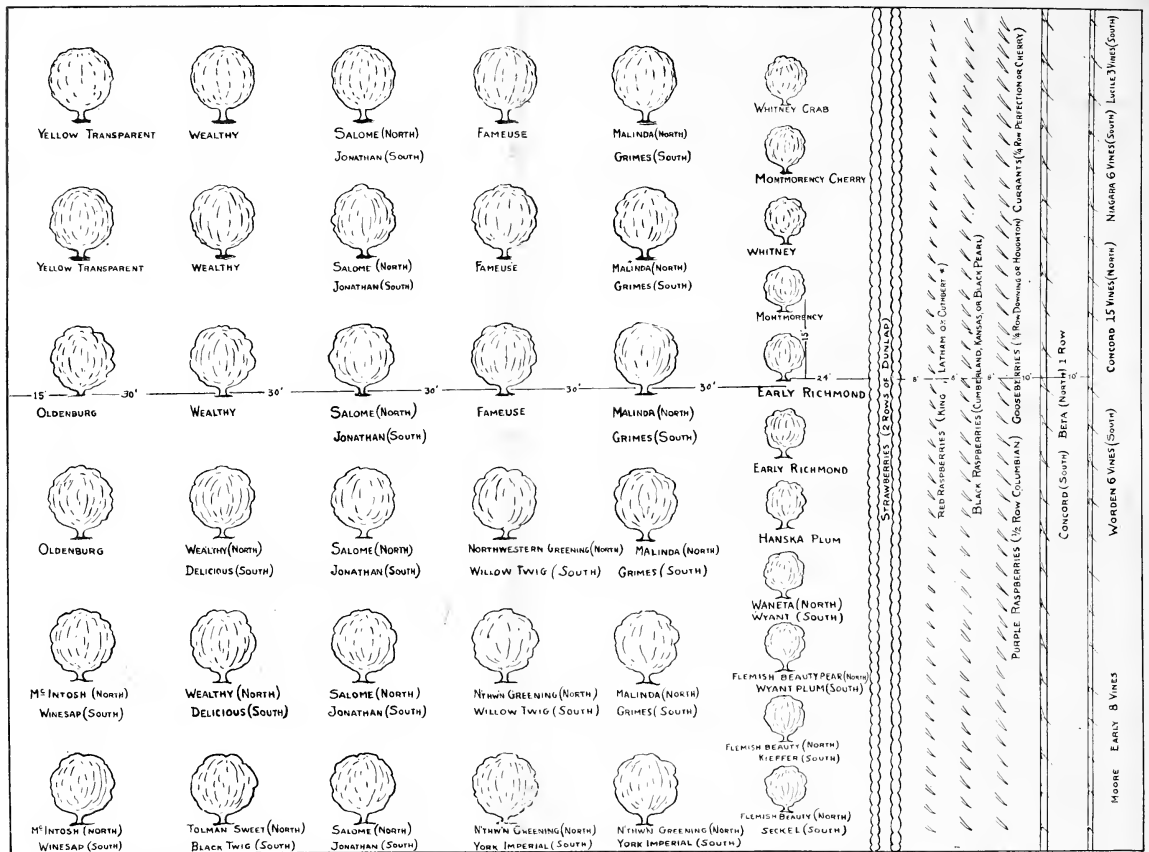 YELLOW TRANSPARENT
WEALTHY
SALOME (NORTH)
JONATHAN (SOUTH)
FAMEUSE
MALINDA (NORTH)
GRIMES (SOUTH)
WHITNEY CRAB
MONTMORENCY CHERRY
YELLOW TRANSPARENT
WEALTHY
SALOME (NORTH)
JONATHAN (SOUTH)
FAMEUSE
MALINDA (NORTH)
GRIMES (SOUTH)
WHITNEY
MONTMORENCY
15'
15'
30'
30'
30'
30'
30'
24'
8'
8'
9'
10'
10'
OLDENBURG
WEALTHY
SALOME (NORTH)
JONATHAN (SOUTH)
FAMEUSE
MALINDA (NORTH)
GRIMES (SOUTH)
EARLY RICHMOND
EARLY RICHMOND
OLDENBURG
WEALTHY (NORTH)
DELICIOUS (SOUTH)
SALOME (NORTH)
JONATHAN (SOUTH)
NORTHWESTERN GREENING (NORTH)
WILLOW TWIG (SOUTH)
MALINDA (NORTH)
GRIMES (SOUTH)
HANSKA PLUM
WANETA (NORTH)
WYANT (SOUTH)
McINTOSH (NORTH)
WINESAP (SOUTH)
WEALTHY (NORTH)
DELICIOUS (SOUTH)
SALOME (NORTH)
JONATHAN (SOUTH)
N'THW'N GREENING (NORTH)
WILLOW TWIG (SOUTH)
MALINDA (NORTH)
GRIMES (SOUTH)
FLEMISH BEAUTY PEAR (NORTH)
WYANT PLUM (SOUTH)
FLEMISH BEAUTY (NORTH)
KIEFFER (SOUTH)
McINTOSH (NORTH)
WINESAP (SOUTH)
TOLMAN SWEET (NORTH)
BLACK TWIG (SOUTH)
SALOME (NORTH)
JONATHAN (SOUTH)
N'THW'N GREENING (NORTH)
YORK IMPERIAL (SOUTH)
N'THW'N GREENING (NORTH)
YORK IMPERIAL (SOUTH)
FLEMISH BEAUTY (NORTH)
SECKEL (SOUTH)
STRAWBERRIES (2 ROWS OF DUNLAP)
RED RASPBERRIES (KING, LATHAM OR CUTHBERT *)
BLACK RASPBERRIES (CUMBERLAND, KANSAS, OR BLACK PEARL)
PURPLE RASPBERRIES (½ ROW COLUMBIAN) GOOSEBERRIES (¼ ROW DOWNING OR HOUGHTON) CURRANTS (¼ ROW PERFECTION OR CHERRY)
CONCORD (SOUTH) BETA (NORTH) 1 ROW
MOORE EARLY 8 VINES WORDEN 6 VINES (SOUTH) CONCORD 15 VINES (NORTH) NIAGARA 6 VINES (SOUTH) LUCILE 3 VINES (SOUTH)